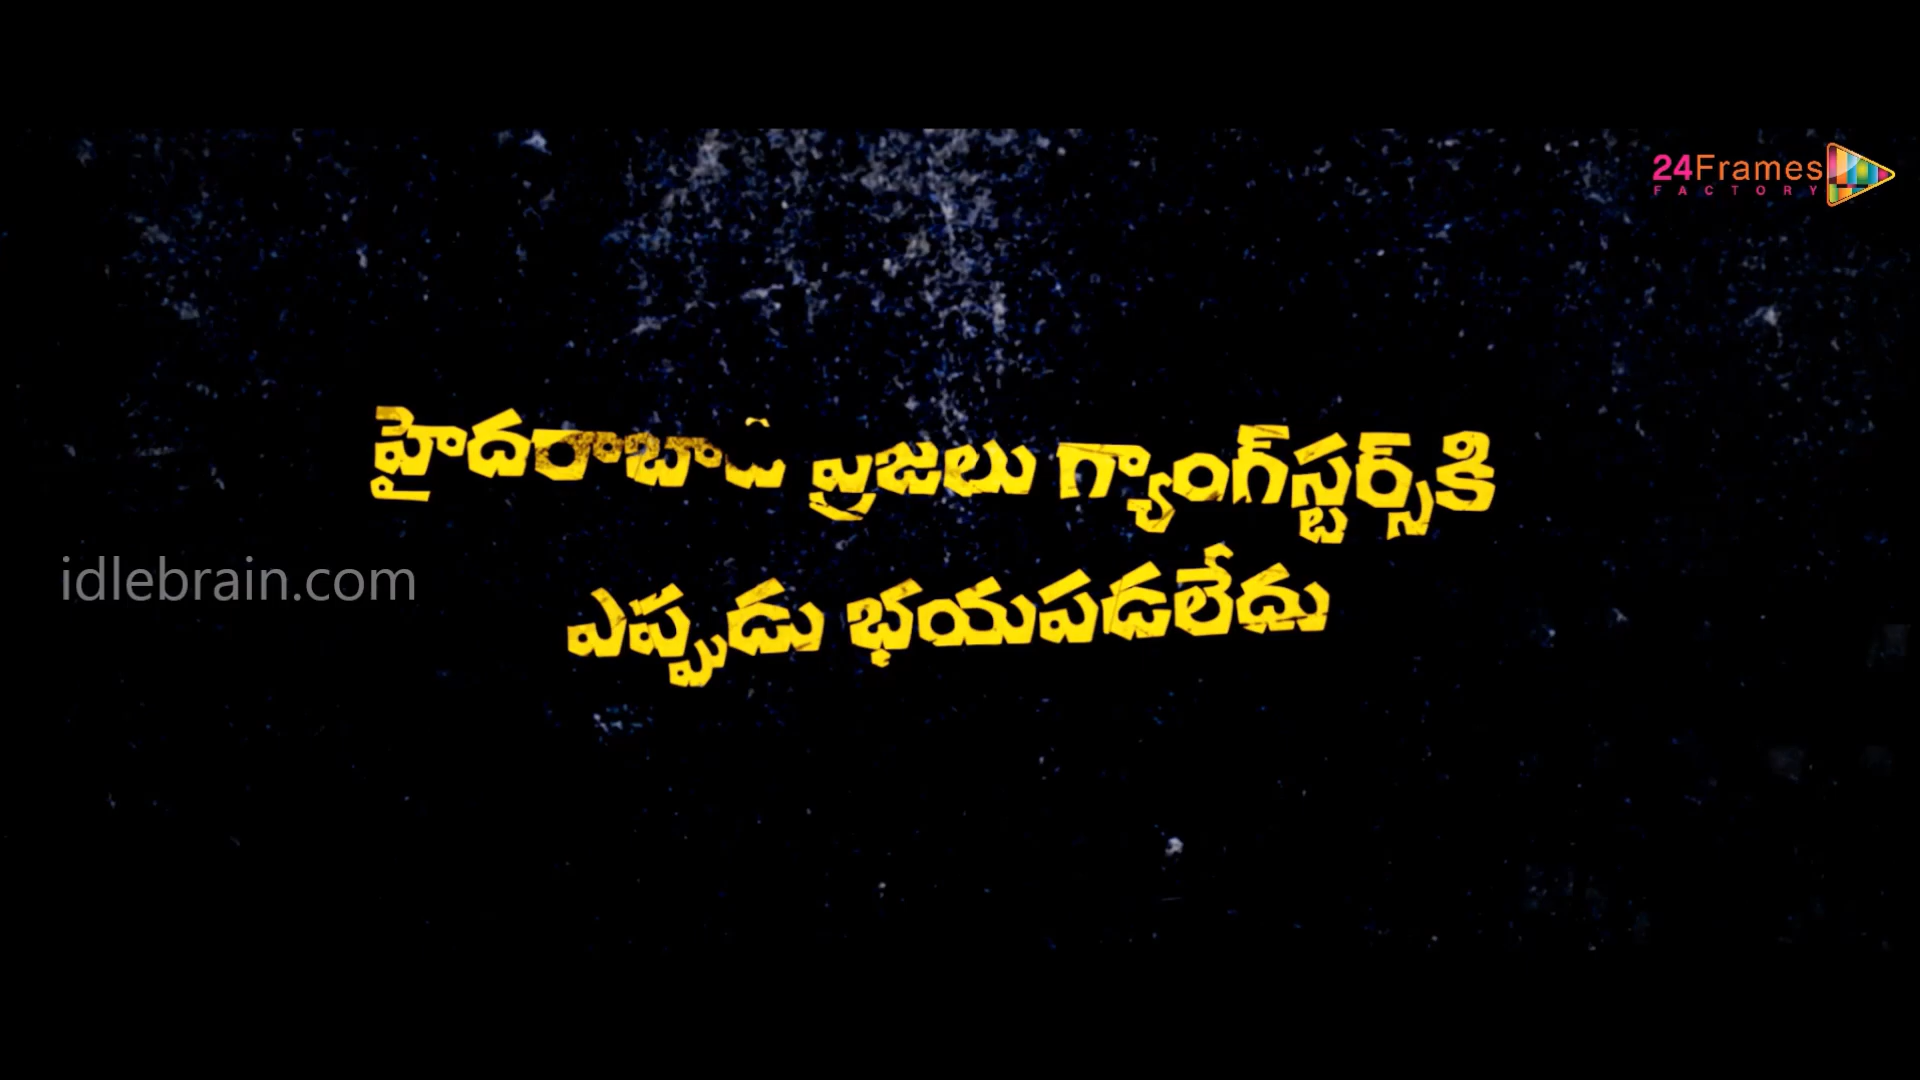 24Frames
FACTORY
హైదరాబాద్ ప్రజలు గ్యాంగ్‌స్టర్స్‌కి
idlebrain.com
ఎప్పుడు భయపడలేదు